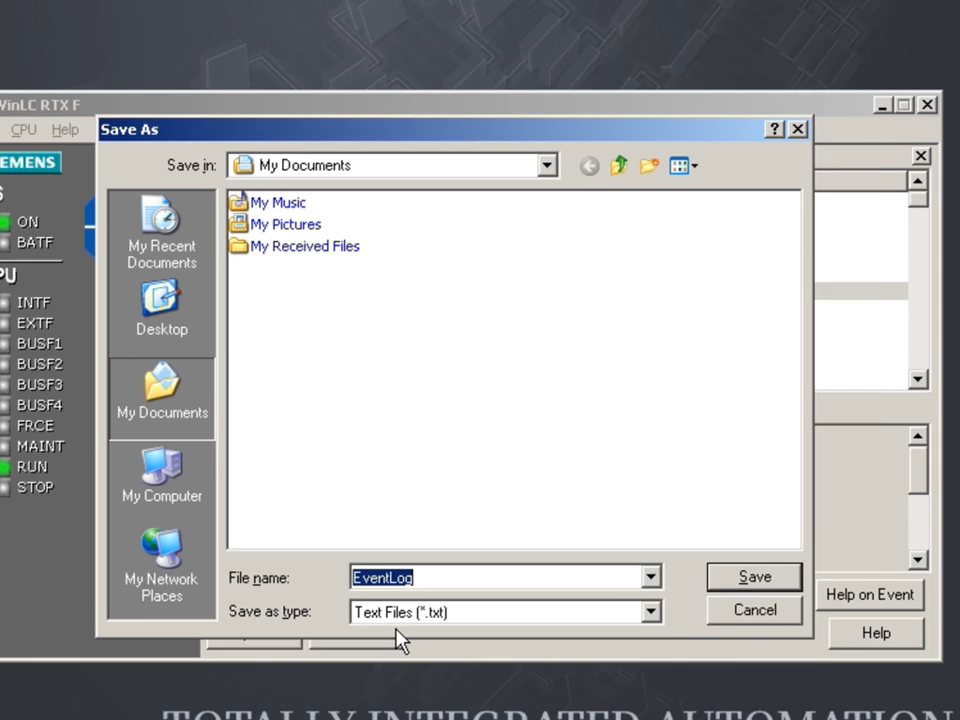 WinLC RTX F
CPU Help
Save As
Save in:
My Documents
EMENS
ON
BATF
PU
INTF
EXTF
BUSF1
BUSF2
BUSF3
BUSF4
FRCE
MAINT
RUN
STOP
My Recent
Documents
Desktop
My Documents
My Computer
My Network
Places
My Music
My Pictures
My Received Files
File name:
EventLog
Save
Save as type:
Text Files (*.txt)
Cancel
Help on Event
Help
TOTALLY INTEGRATED AUTOMATION